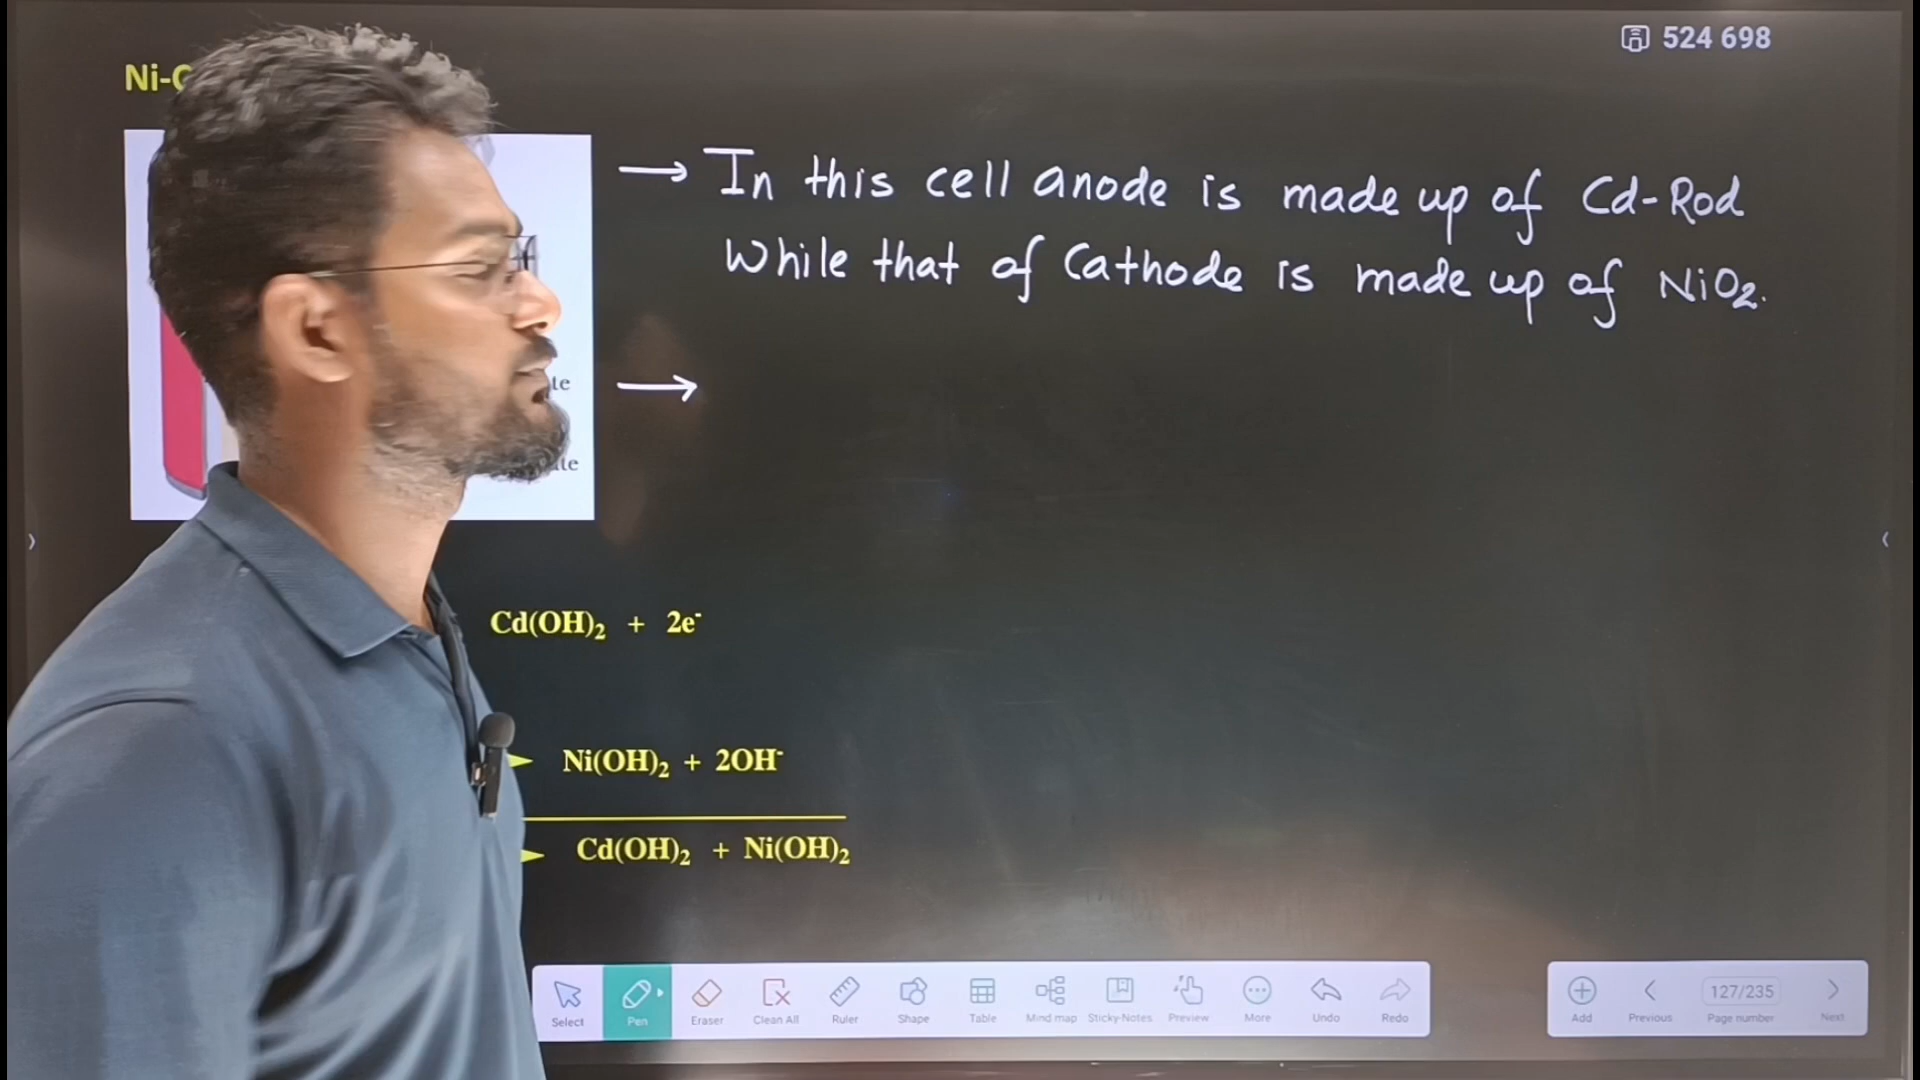 524 698
Ni-C
→ In this cell anode is made up of Cd-Rod
While that of Cathode is made up of NiO₂.
→
Cd(OH)₂ + 2e⁻
Ni(OH)₂ + 2OH⁻
Cd(OH)₂ + Ni(OH)₂
Select Pen Eraser Clean All Ruler Shape Table Mind map Sticky-Notes Preview More Undo Redo
Add Previous 127/235 Page number Next